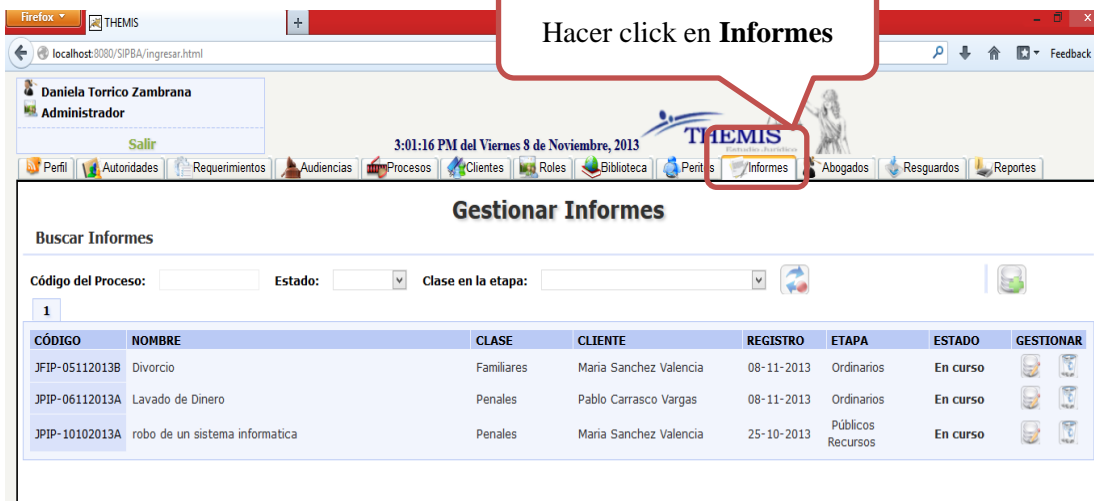 Hacer click en Informes
Firefox
THEMIS
localhost:8080/SIPBA/ingresar.html
Feedback
Daniela Torrico Zambrana
Administrador
Salir
3:01:16 PM del Viernes 8 de Noviembre, 2013
THEMIS
Estudio Jurídico
Perfil Autoridades Requerimientos Audiencias Procesos Clientes Roles Biblioteca Peritos Informes Abogados Resguardos Reportes
Gestionar Informes
Buscar Informes
Código del Proceso: Estado: Clase en la etapa:
1
CÓDIGO NOMBRE CLASE CLIENTE REGISTRO ETAPA ESTADO GESTIONAR
JFIP-05112013B Divorcio Familiares Maria Sanchez Valencia 08-11-2013 Ordinarios En curso
JPIP-06112013A Lavado de Dinero Penales Pablo Carrasco Vargas 08-11-2013 Ordinarios En curso
JPIP-10102013A robo de un sistema informatica Penales Maria Sanchez Valencia 25-10-2013 Públicos Recursos En curso